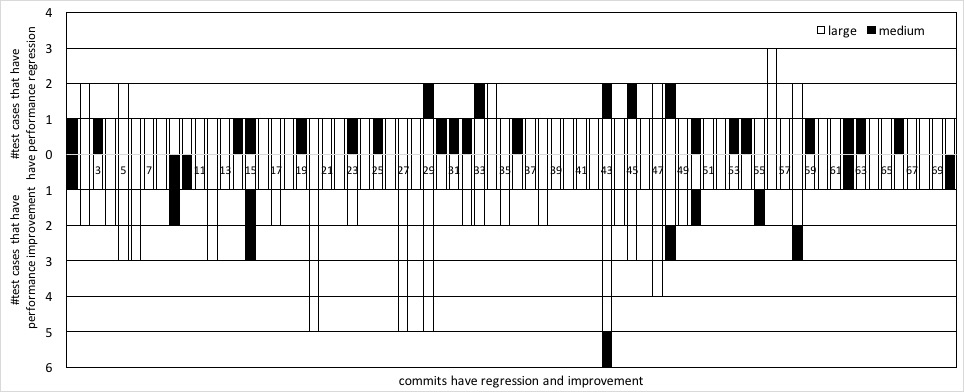 4
large medium
3
2
1
0
1
2
3
4
5
6
#test cases that have
have performance regression
#test cases that have
performance improvement
3 5 7 11 13 15 17 19 21 23 25 27 29 31 33 35 37 39 41 43 45 47 49 51 53 55 57 59 61 63 65 67 69
commits have regression and improvement